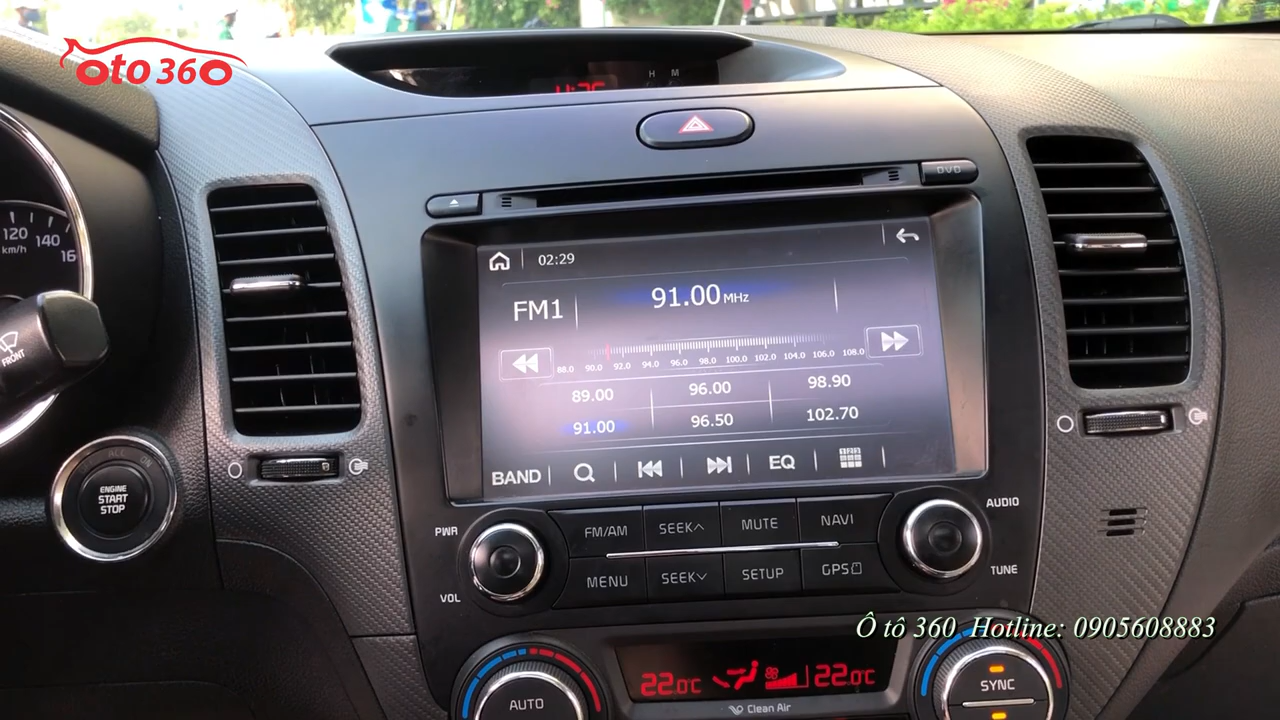 oto 360
H M
DVD
120
140
16
km/h
02:29
FM1
91.00 MHz
88.0 90.0 92.0 94.0 96.0 98.0 100.0 102.0 104.0 106.0 108.0
89.00 96.00 98.90
91.00 96.50 102.70
BAND EQ
FRONT
ENGINE
START
STOP
PWR
AUDIO
FM/AM SEEK MUTE NAVI
MENU SEEK SETUP GPS
VOL
TUNE
Ô tô 360 Hotline: 0905608883
22.0°C 22.0°C
AUTO
SYNC
Clean Air